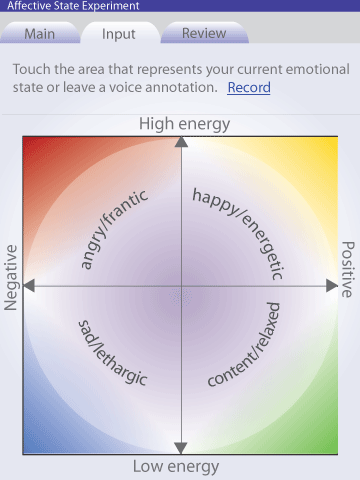 Affective State Experiment
Main
Input
Review
Touch the area that represents your current emotional
state or leave a voice annotation. Record
High energy
angry/frantic
happy/energetic
Negative
Positive
sad/lethargic
content/relaxed
Low energy